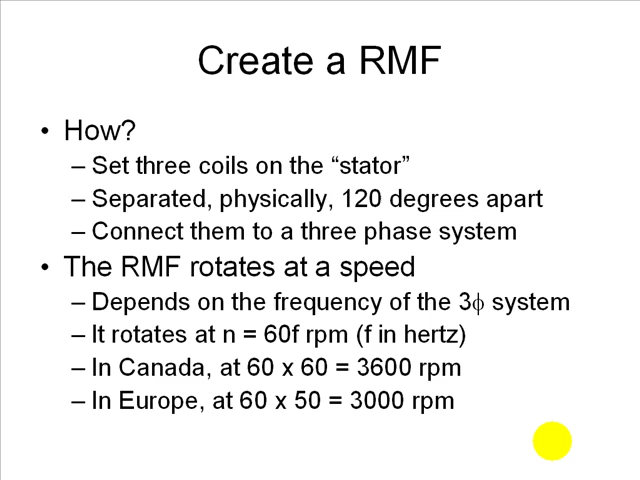 Create a RMF
• How?
– Set three coils on the “stator”
– Separated, physically, 120 degrees apart
– Connect them to a three phase system
• The RMF rotates at a speed
– Depends on the frequency of the 3ϕ system
– It rotates at n = 60f rpm (f in hertz)
– In Canada, at 60 x 60 = 3600 rpm
– In Europe, at 60 x 50 = 3000 rpm